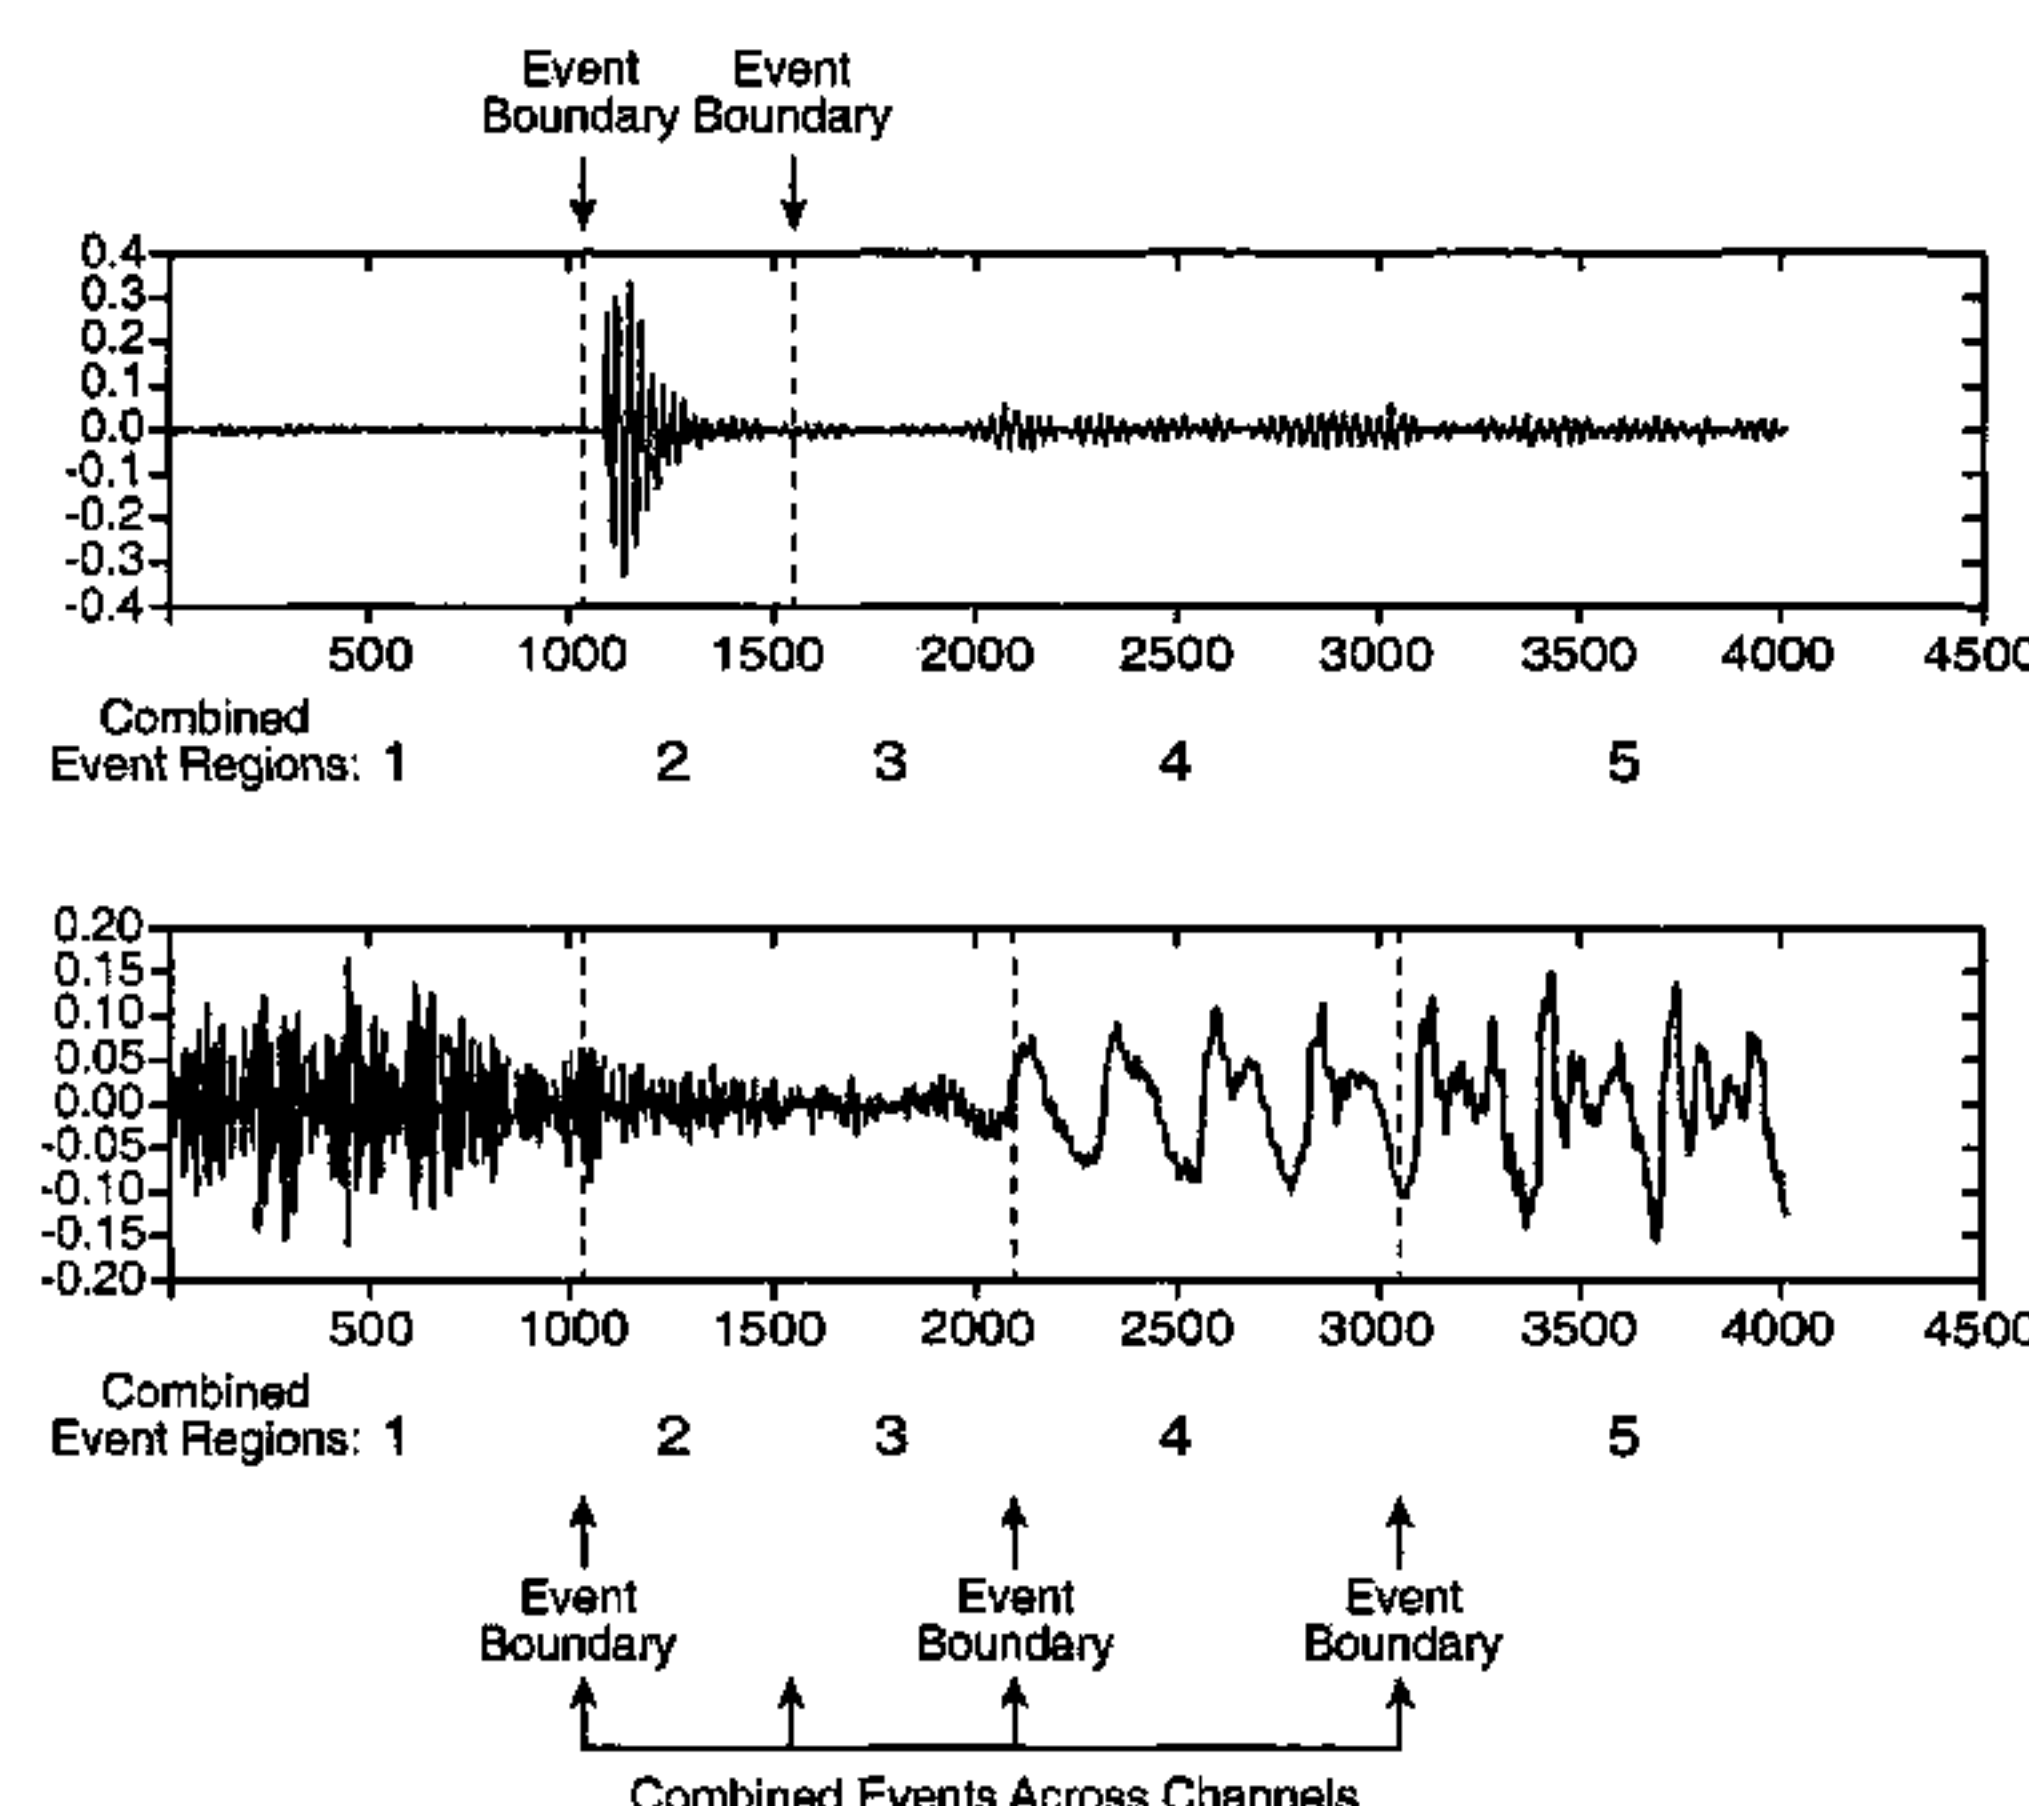 Event Event
Boundary Boundary
0.4
0.3
0.2
0.1
0.0
-0.1
-0.2
-0.3
-0.4
500 1000 1500 2000 2500 3000 3500 4000 4500
Combined
Event Regions: 1 2 3 4 5
0.20
0.15
0.10
0.05
0.00
-0.05
-0.10
-0.15
-0.20
500 1000 1500 2000 2500 3000 3500 4000 4500
Combined
Event Regions: 1 2 3 4 5
Event Event Event
Boundary Boundary Boundary
Combined Events Across Channels